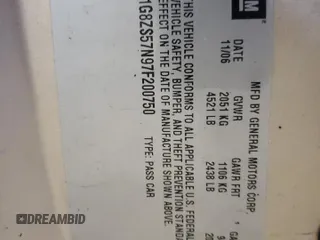 GM
MFD BY GENERAL MOTORS CORP.
DATE GVWR GAWR FRT
11/06 2051 KG 1106 KG
4521 LB 2438 LB
THIS VEHICLE CONFORMS TO ALL APPLICABLE U.S. FEDERAL
VEHICLE SAFETY, BUMPER, AND THEFT PREVENTION STANDA
EFFECT ON THE DATE OF MANUFACTURE SHOWN ABOVE.
1G8ZS57N97F200750
TYPE: PASS CAR
DREAMBID